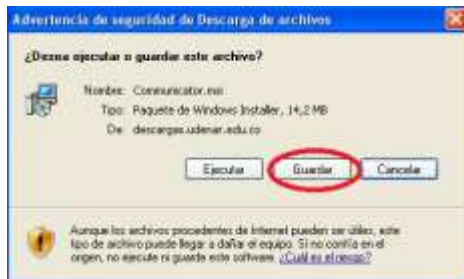 Advertencia de seguridad de Descarga de archivos
¿Desea ejecutar o guardar este archivo?
Nombre: Communicator.msi
Tipo: Paquete de Windows Installer, 14,2 MB
De: descargas.udenar.edu.co
Ejecutar Guardar Cancelar
Aunque los archivos procedentes de Internet pueden ser útiles, este
tipo de archivo puede llegar a dañar el equipo. Si no confía en el
origen, no ejecute ni guarde este software. ¿Cuál es el riesgo?